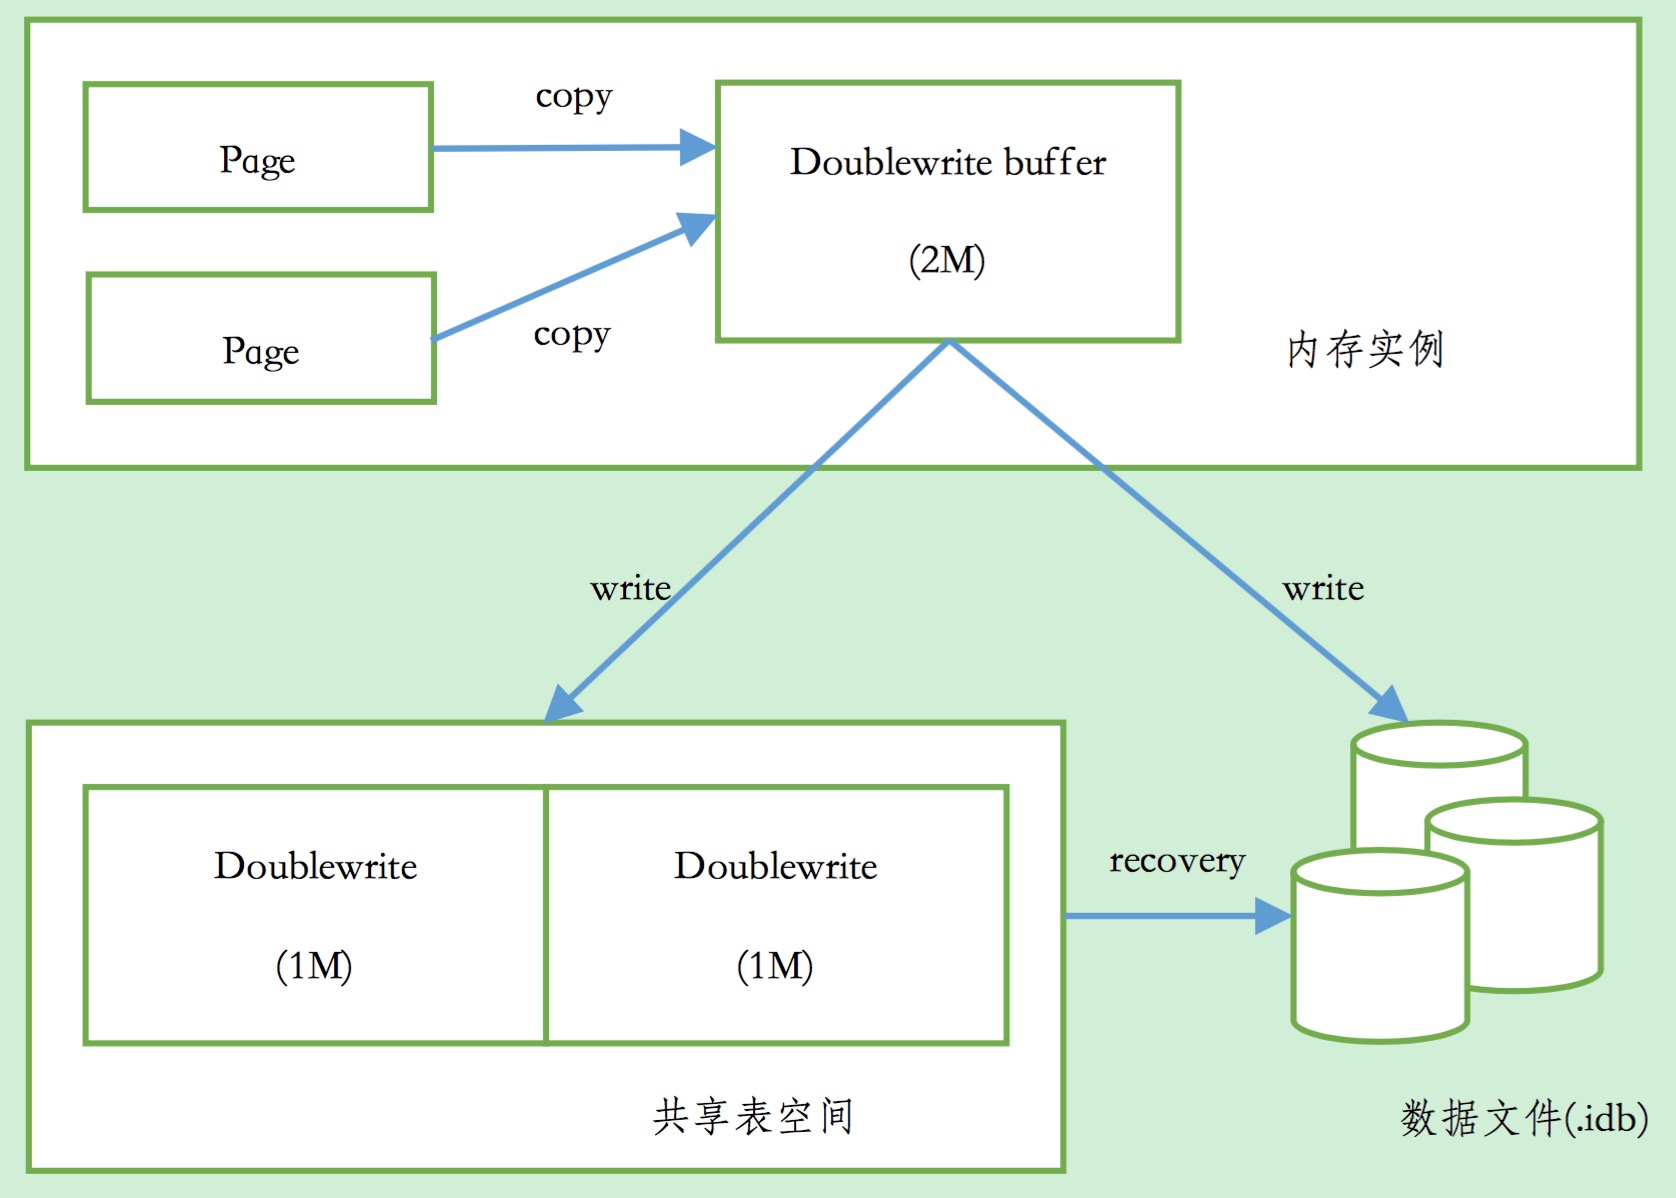 copy
Page
Doublewrite buffer
(2M)
copy
Page
内存实例
write
write
Doublewrite
(1M)
Doublewrite
(1M)
recovery
共享表空间
数据文件(.idb)